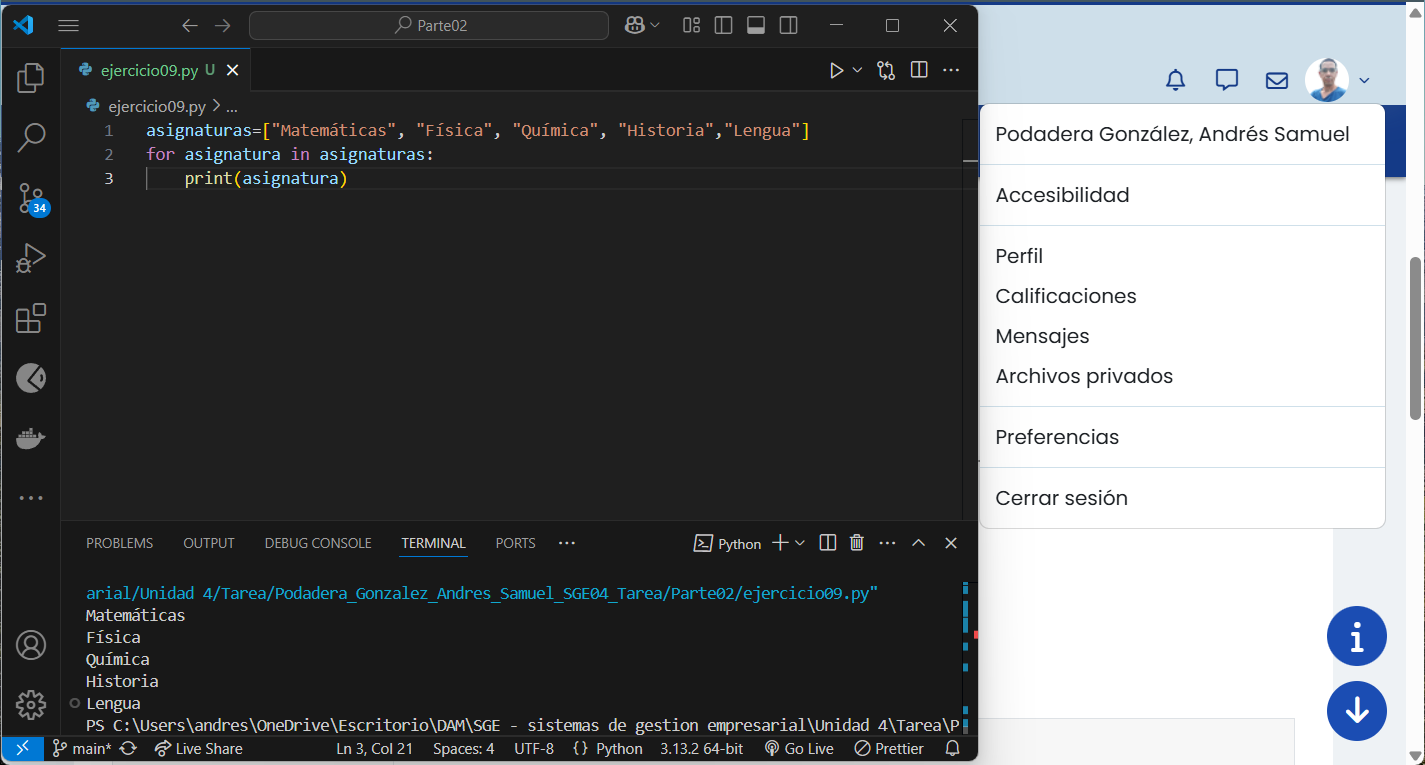 Parte02
ejercicio09.py U
ejercicio09.py > ...
1 asignaturas=["Matemáticas", "Física", "Química", "Historia","Lengua"]
2 for asignatura in asignaturas:
3 print(asignatura)
34
PROBLEMS OUTPUT DEBUG CONSOLE TERMINAL PORTS ...
Python
arial/Unidad 4/Tarea/Podadera_Gonzalez_Andres_Samuel_SGE04_Tarea/Parte02/ejercicio09.py"
Matemáticas
Física
Química
Historia
Lengua
PS C:\Users\andres\OneDrive\Escritorio\DAM\SGE - sistemas de gestion empresarial\Unidad 4\Tarea\P
main* Live Share Ln 3, Col 21 Spaces: 4 UTF-8 {} Python 3.13.2 64-bit Go Live Prettier
Podadera González, Andrés Samuel
Accesibilidad
Perfil
Calificaciones
Mensajes
Archivos privados
Preferencias
Cerrar sesión